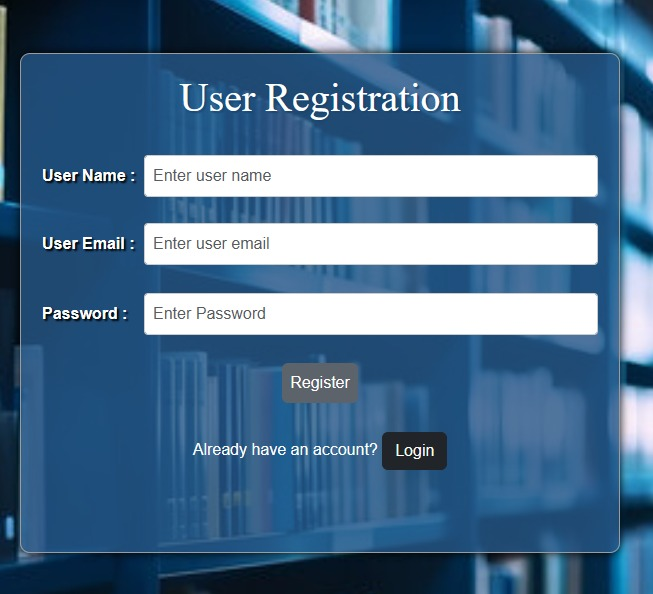 User Registration
User Name : Enter user name
User Email : Enter user email
Password : Enter Password
Register
Already have an account? Login